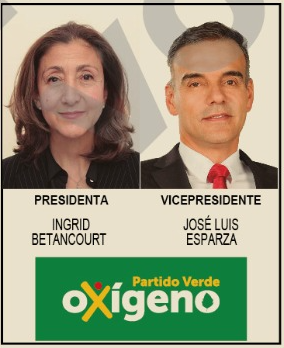 PRESIDENTA
VICEPRESIDENTE
INGRID
BETANCOURT
JOSÉ LUIS
ESPARZA
Partido Verde
oxígeno